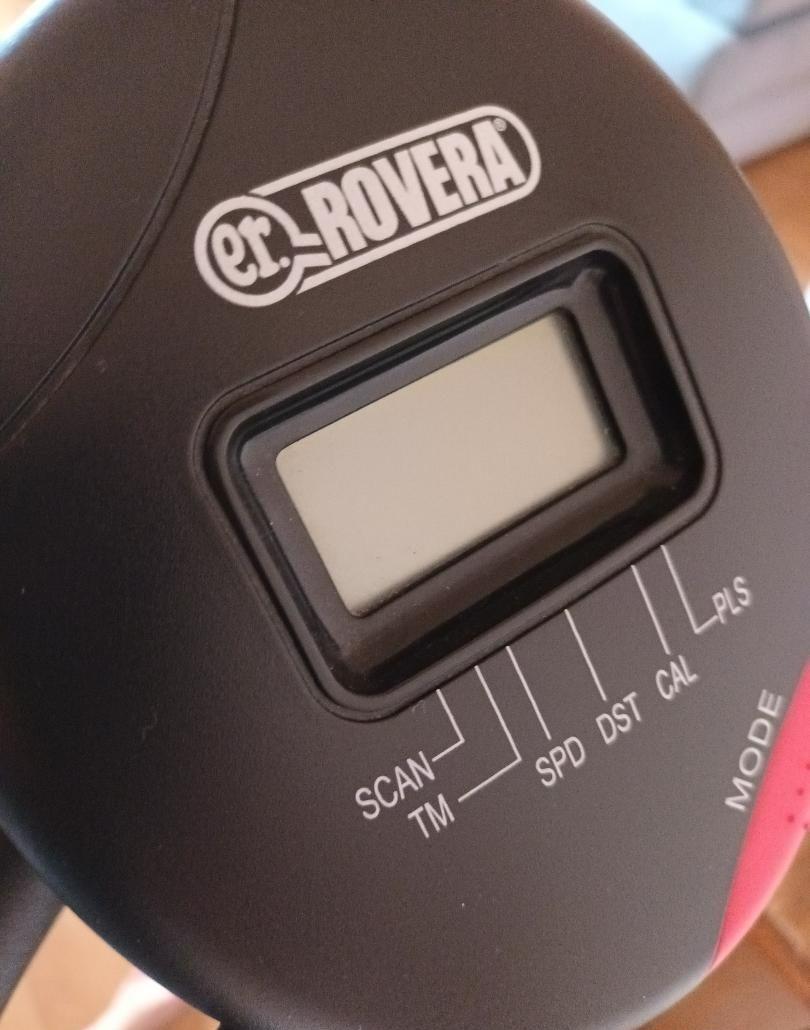 er. ROVERA®
SCAN
TM
SPD
DST
CAL
PLS
MODE